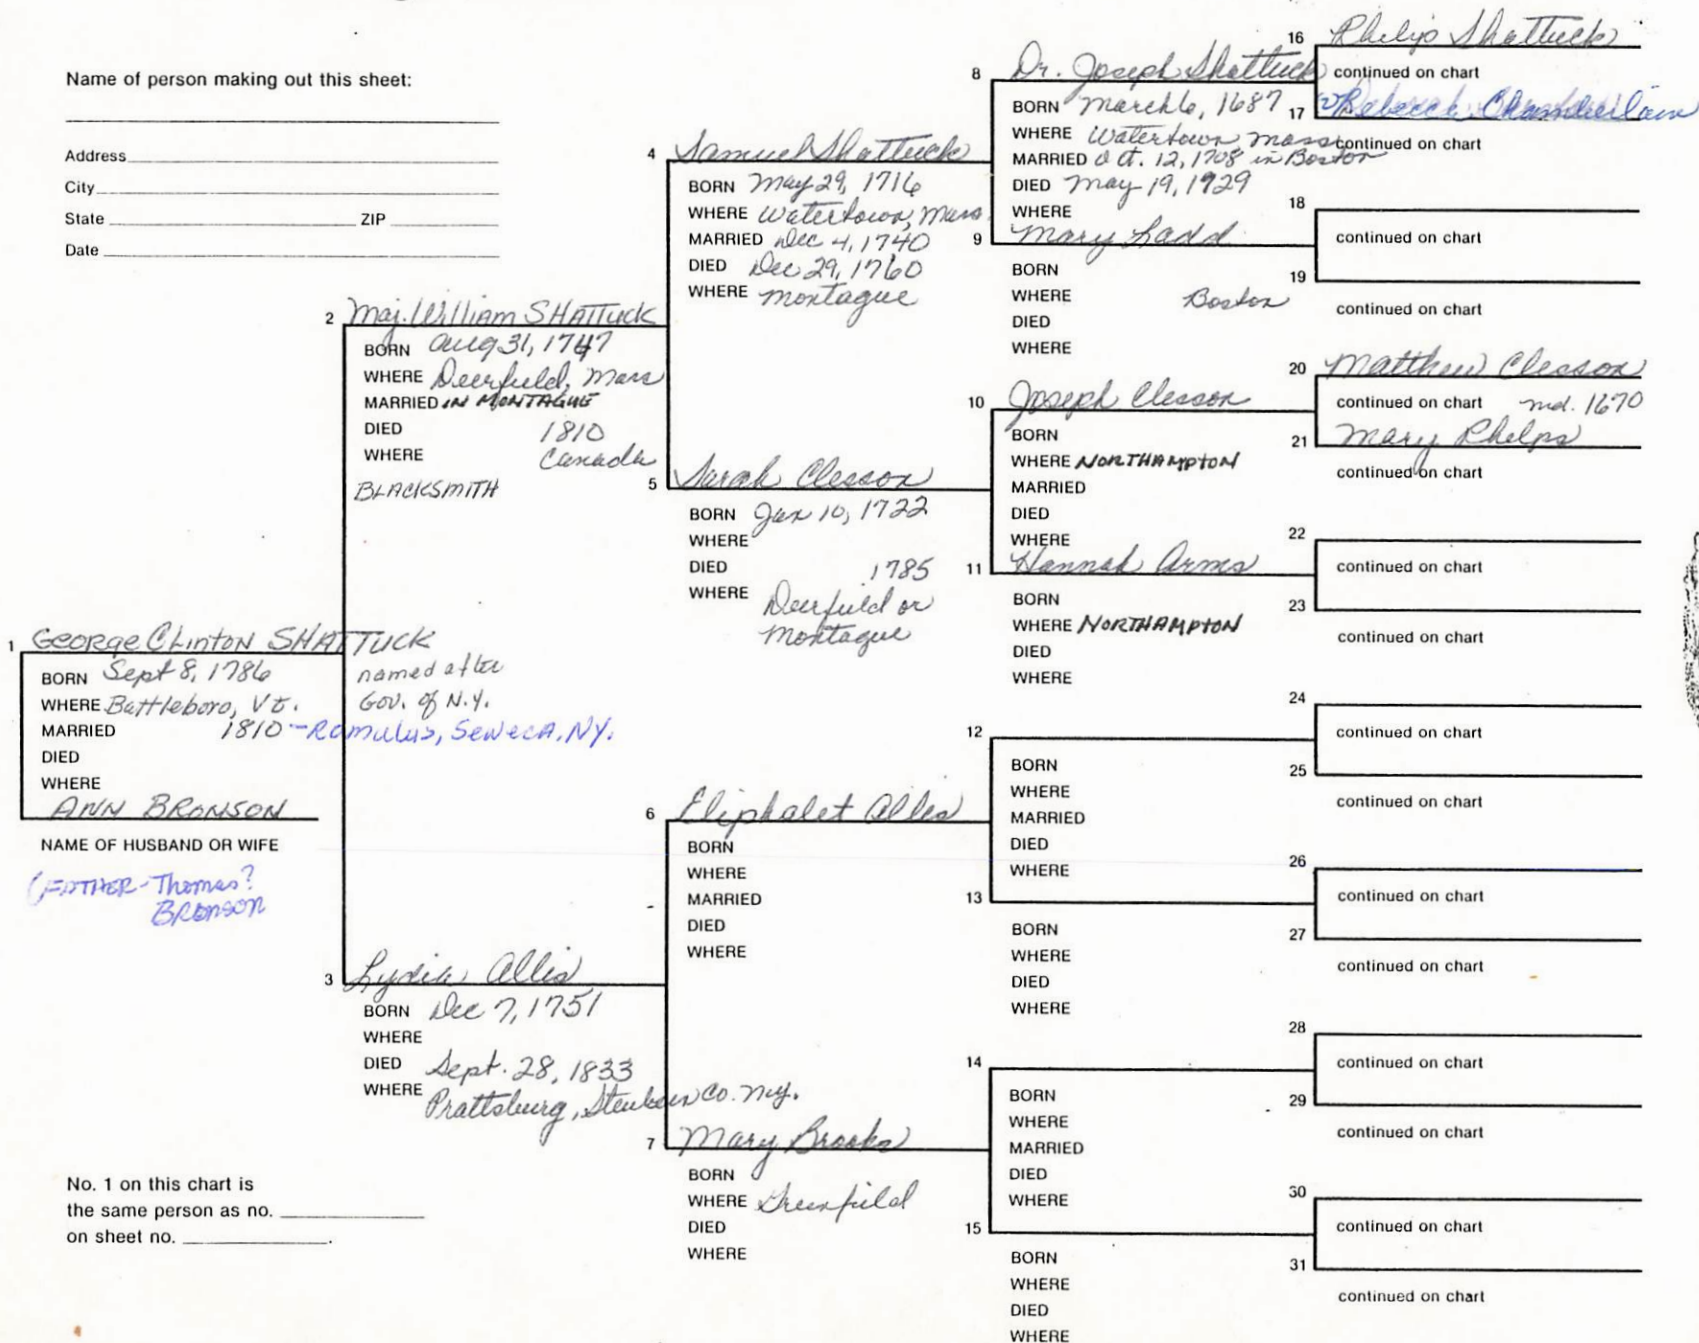 Name of person making out this sheet:
Address
City
State ZIP
Date
No. 1 on this chart is
the same person as no.
on sheet no.
1 George Clinton SHATTUCK
BORN Sept 8, 1786
WHERE Battleboro, Vt.
MARRIED 1810 - Romulus, Seneca, N.Y.
DIED
WHERE
named after
Gov. of N.Y.
ANN BRONSON
NAME OF HUSBAND OR WIFE
(FATHER - Thomas?
BRONSON
2 Maj. William SHATTUCK
BORN Aug 31, 1747
WHERE Deerfield, Mass
MARRIED IN MONTAGUE
DIED 1810
WHERE Canada
BLACKSMITH
3 Lydia Allis
BORN Dec 7, 1751
WHERE
DIED Sept. 28, 1833
WHERE Prattsburg, Steuben Co. N.Y.
4 Samuel Shattuck
BORN May 29, 1716
WHERE Watertown, Mass
MARRIED Dec 4, 1740
DIED Dec 29, 1760
WHERE Montague
5 Sarah Clesson
BORN Jan 10, 1722
WHERE
DIED 1785
WHERE Deerfield or
Montague
6 Eliphalet Allis
BORN
WHERE
MARRIED
DIED
WHERE
7 Mary Brooks
BORN
WHERE Greenfield
DIED
WHERE
8 Dr. Joseph Shattuck
BORN March 6, 1687
WHERE Watertown, Mass
MARRIED Oct. 12, 1708 in Boston
DIED May 19, 1929
WHERE
9 Mary Ladd
BORN
WHERE Boston
DIED
WHERE
10 Joseph Clesson
BORN
WHERE NORTHAMPTON
MARRIED
DIED
WHERE
11 Hannah Arms
BORN
WHERE NORTHAMPTON
DIED
WHERE
12
BORN
WHERE
MARRIED
DIED
WHERE
13
BORN
WHERE
DIED
WHERE
14
BORN
WHERE
MARRIED
DIED
WHERE
15
BORN
WHERE
DIED
WHERE
16 Philip Shattuck
continued on chart
17 (2) Rebecca Chamberlain
continued on chart
18
continued on chart
19
continued on chart
20 Matthew Clesson
continued on chart md. 1670
21 Mary Phelps
continued on chart
22
continued on chart
23
continued on chart
24
continued on chart
25
continued on chart
26
continued on chart
27
continued on chart
28
continued on chart
29
continued on chart
30
continued on chart
31
continued on chart